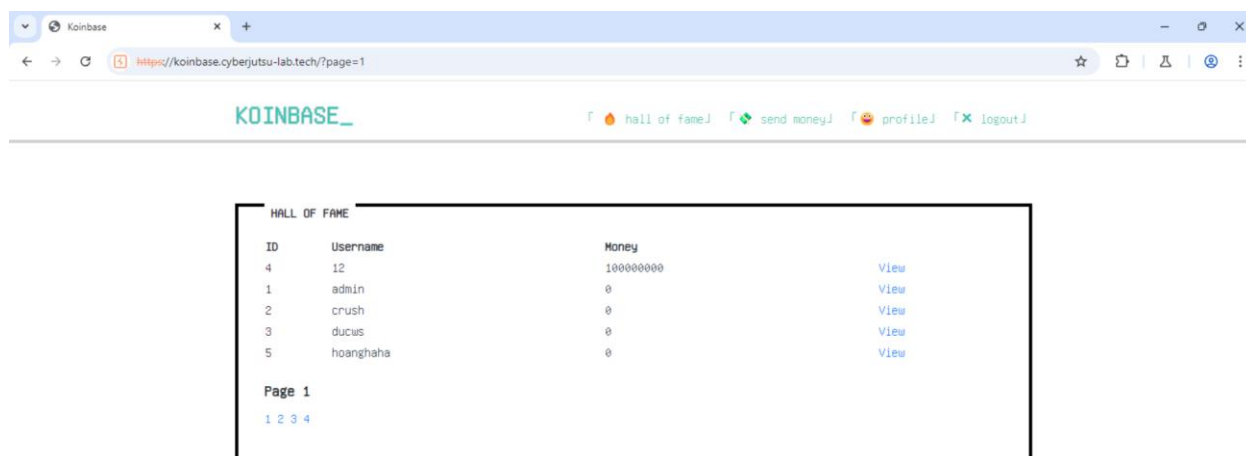 Koinbase
https://koinbase.cyberjutsu-lab.tech/?page=1
KOINBASE_
「🔥 hall of fame」 「💸 send money」 「😀 profile」 「❌ logout」
HALL OF FAME
ID Username Money
4 12 100000000 View
1 admin 0 View
2 crush 0 View
3 ducws 0 View
5 hoanghaha 0 View
Page 1
1 2 3 4